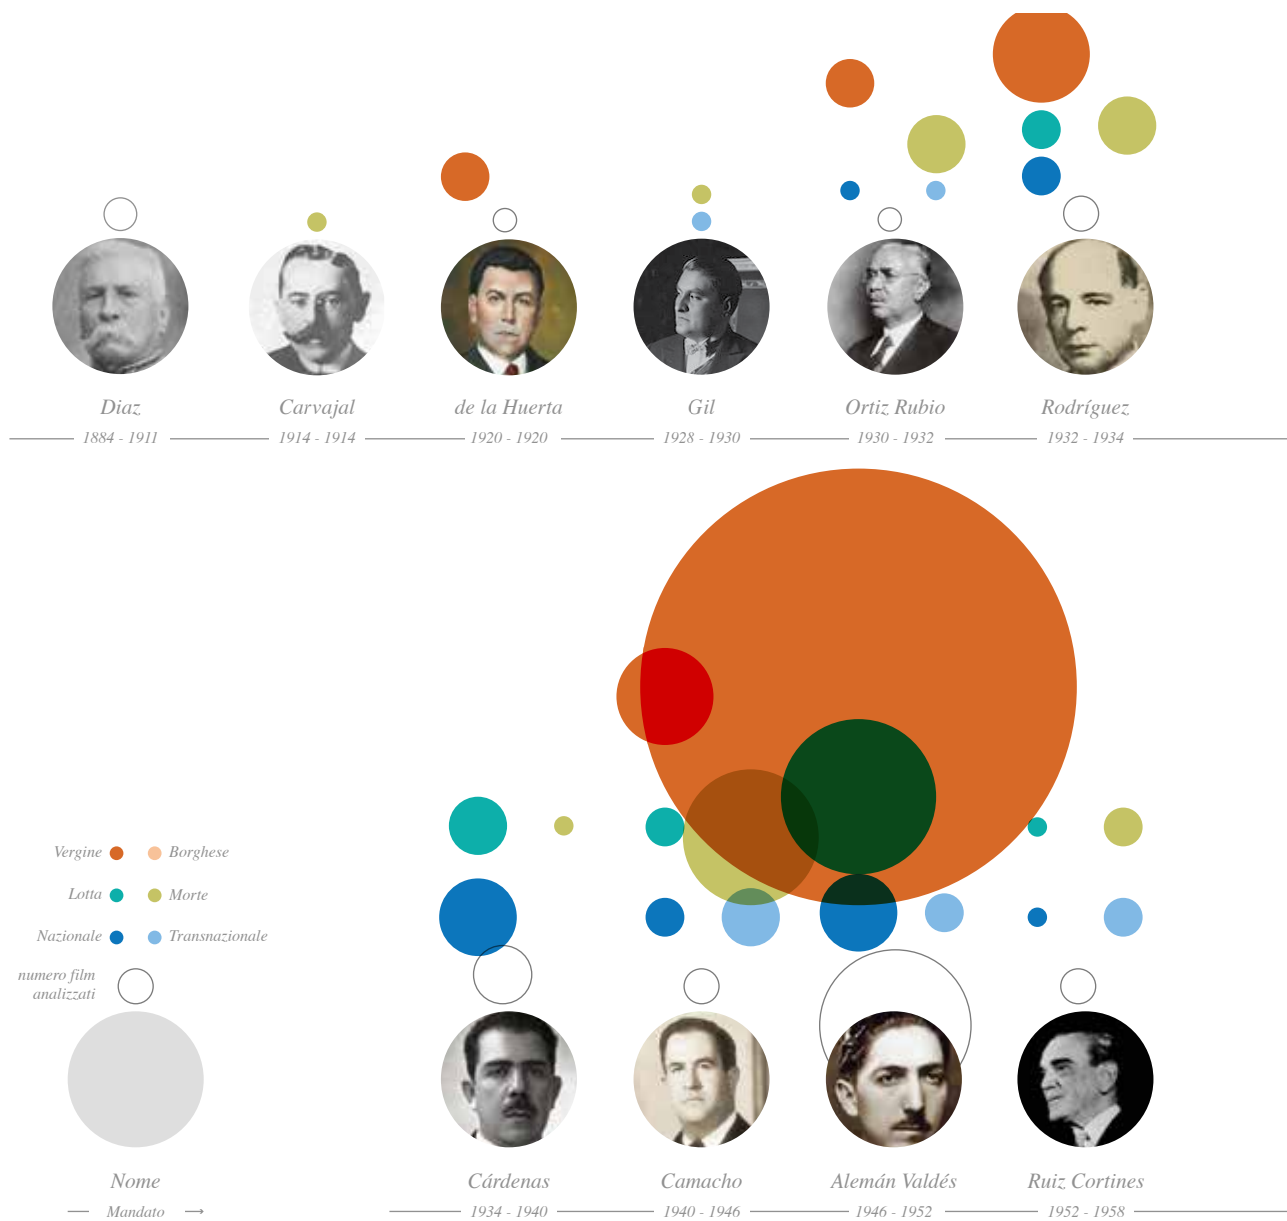 Diaz
1884 - 1911
Carvajal
1914 - 1914
de la Huerta
1920 - 1920
Gil
1928 - 1930
Ortiz Rubio
1930 - 1932
Rodríguez
1932 - 1934
Vergine
Borghese
Lotta
Morte
Nazionale
Transnazionale
numero film
analizzati
Nome
Mandato
Cárdenas
1934 - 1940
Camacho
1940 - 1946
Alemán Valdés
1946 - 1952
Ruiz Cortines
1952 - 1958